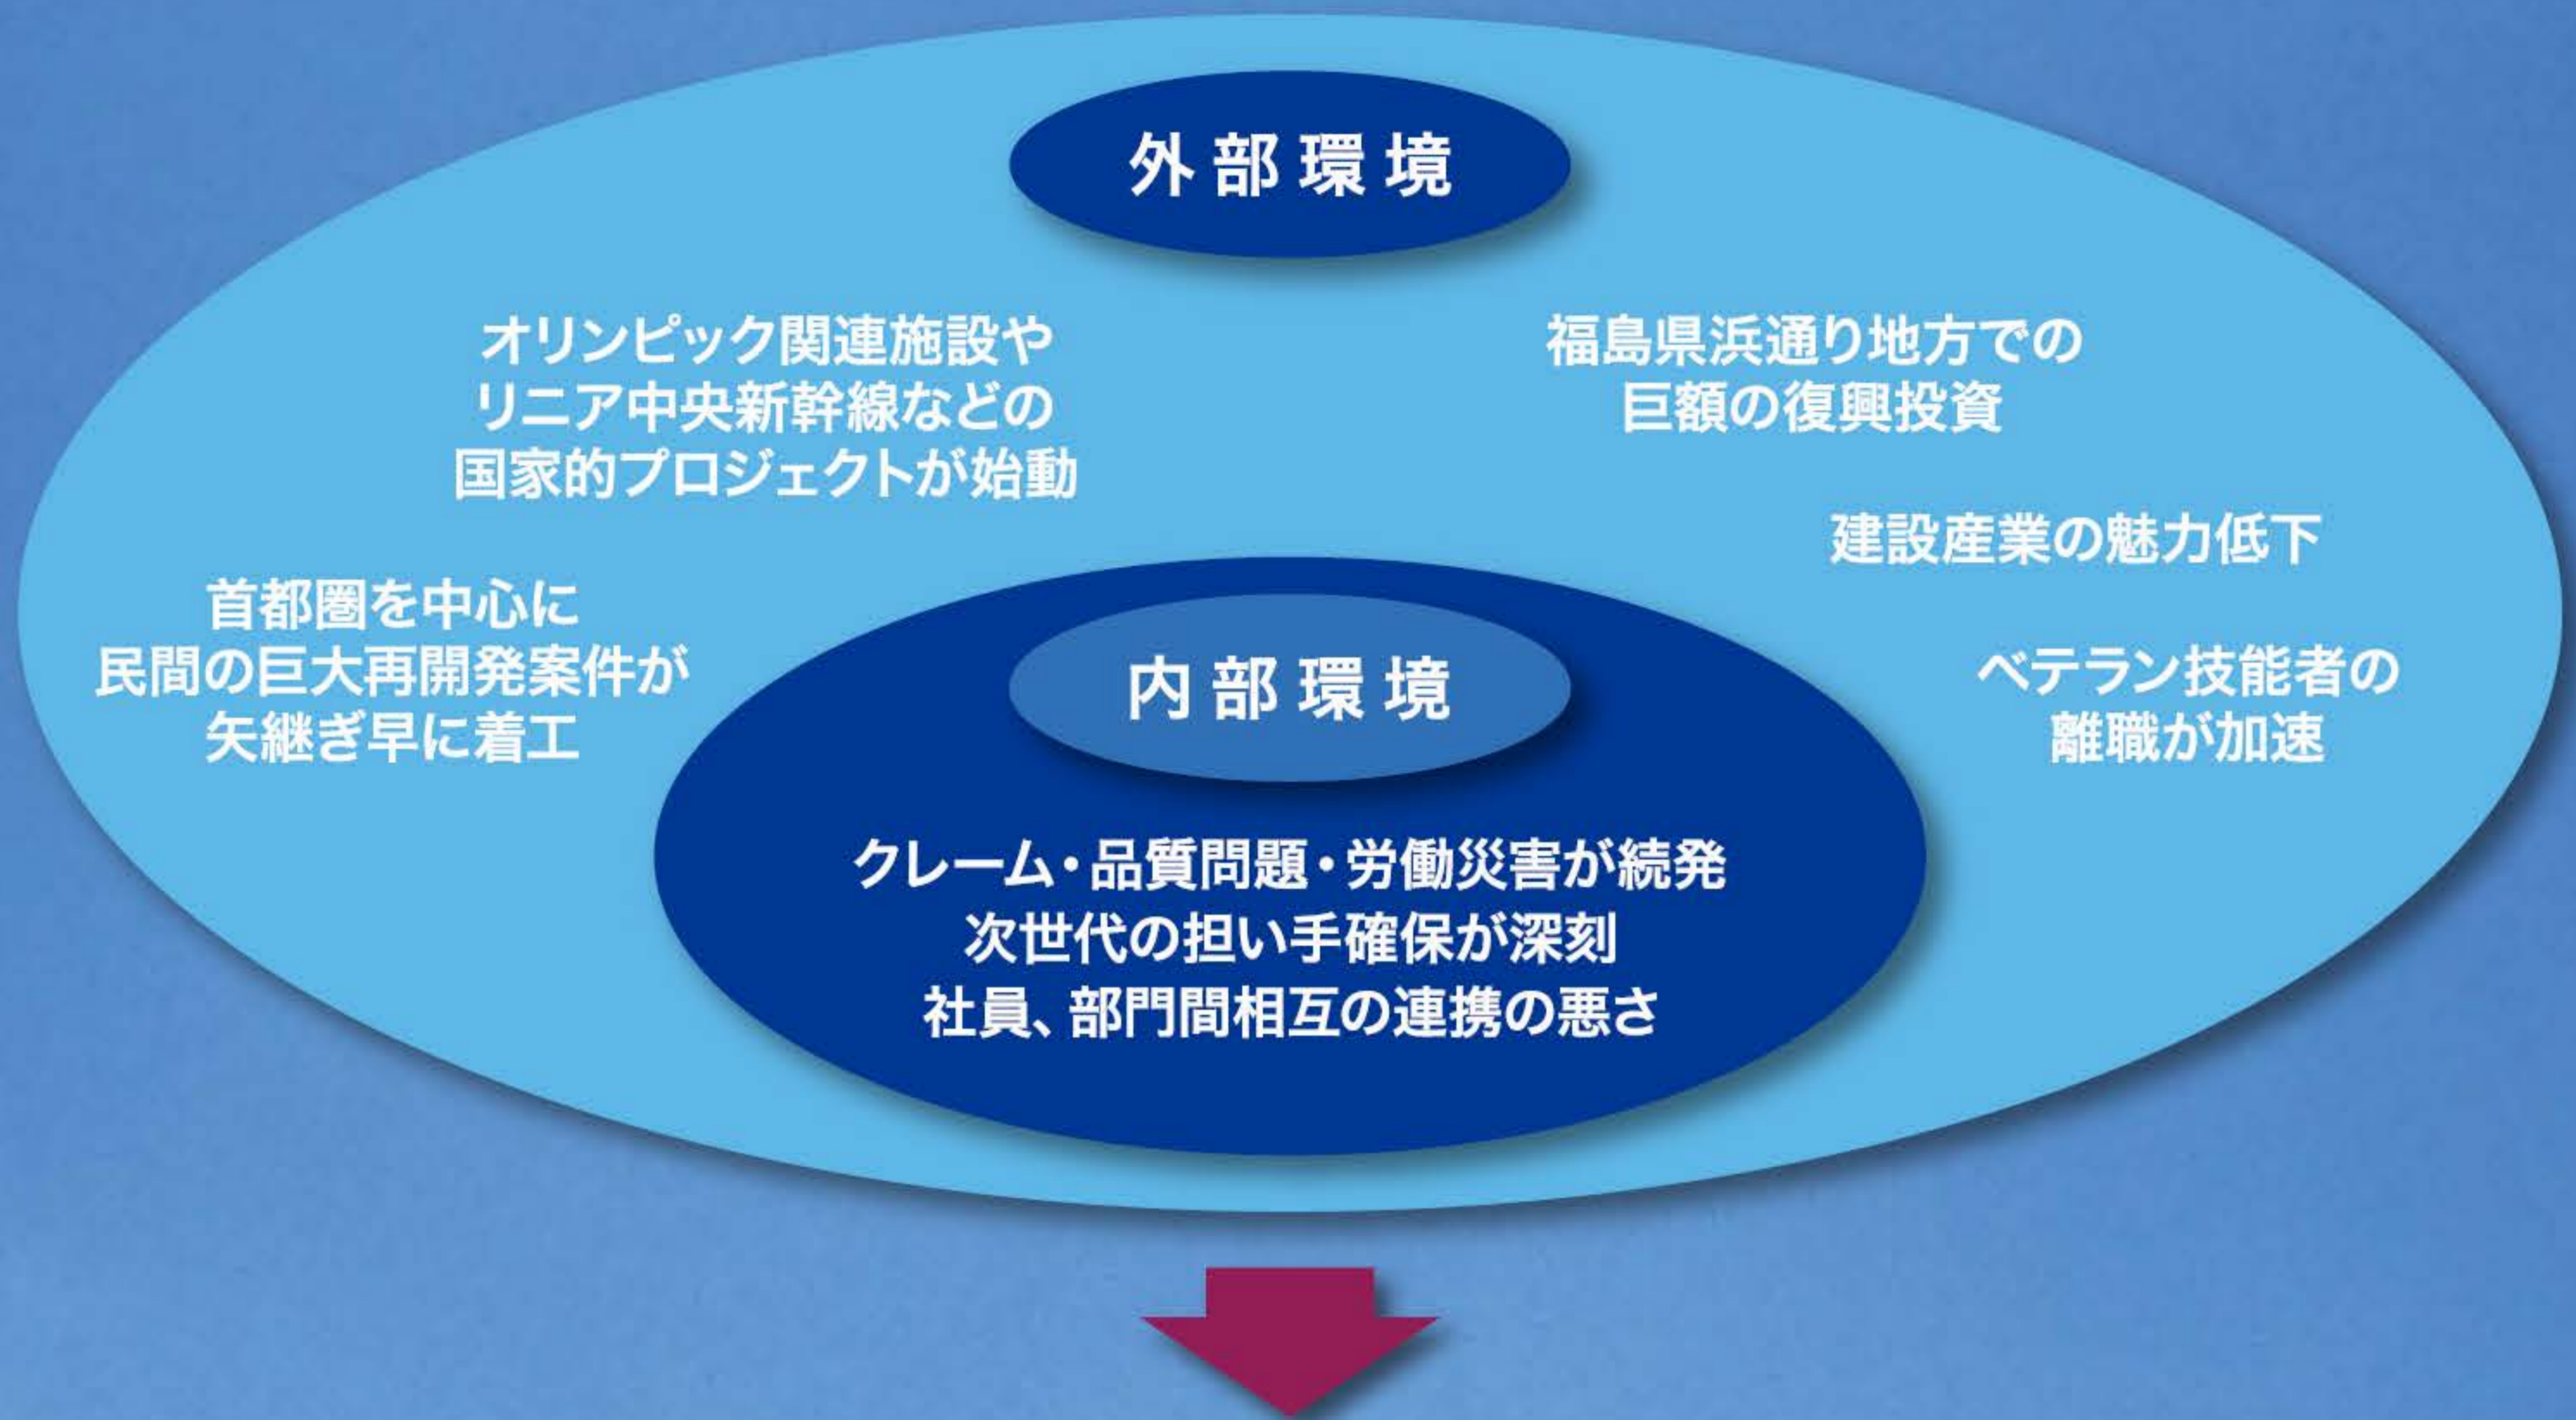 外部環境
オリンピック関連施設や
リニア中央新幹線などの
国家的プロジェクトが始動
福島県浜通り地方での
巨額の復興投資
建設産業の魅力低下
首都圏を中心に
民間の巨大再開発案件が
矢継ぎ早に着工
ベテラン技能者の
離職が加速
内部環境
クレーム・品質問題・労働災害が続発
次世代の担い手確保が深刻
社員、部門間相互の連携の悪さ